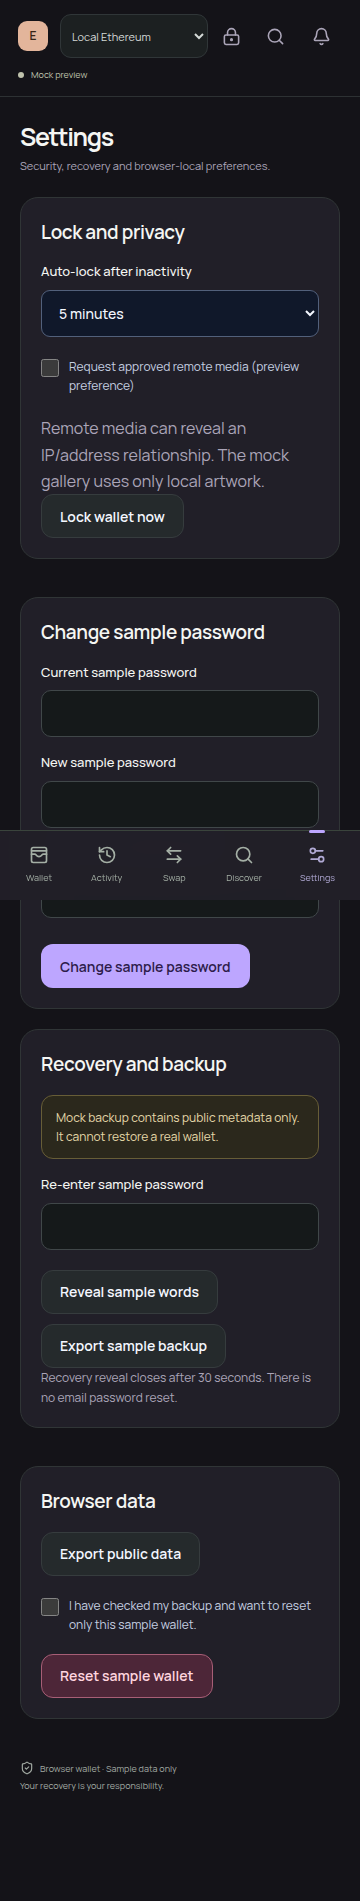 E
Local Ethereum
Mock preview
Settings
Security, recovery and browser-local preferences.
Lock and privacy
Auto-lock after inactivity
5 minutes
Request approved remote media (preview
preference)
Remote media can reveal an
IP/address relationship. The mock
gallery uses only local artwork.
Lock wallet now
Change sample password
Current sample password
New sample password
Wallet
Activity
Swap
Discover
Settings
Change sample password
Recovery and backup
Mock backup contains public metadata only.
It cannot restore a real wallet.
Re-enter sample password
Reveal sample words
Export sample backup
Recovery reveal closes after 30 seconds. There is
no email password reset.
Browser data
Export public data
I have checked my backup and want to reset
only this sample wallet.
Reset sample wallet
Browser wallet · Sample data only
Your recovery is your responsibility.